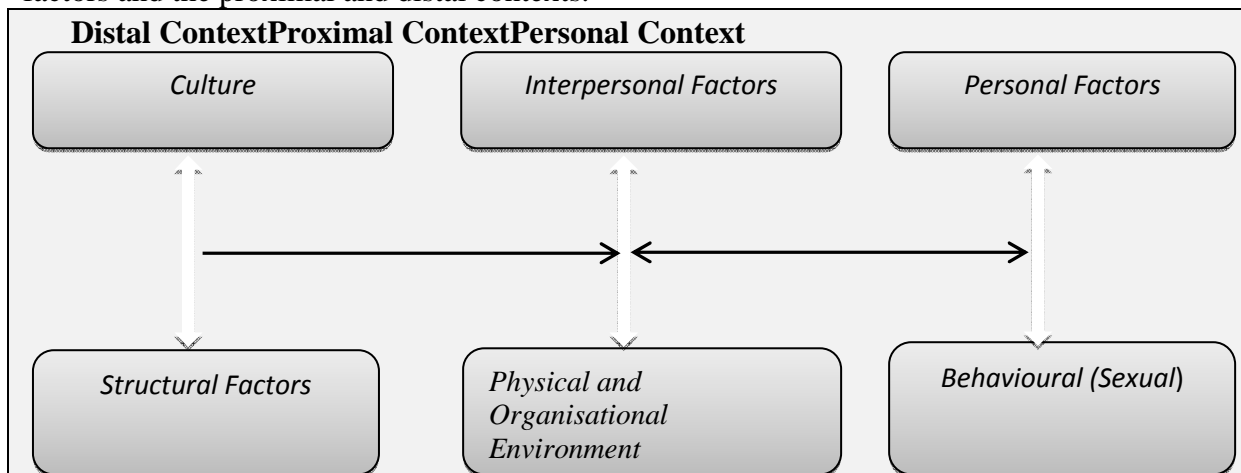 factors and the proximal and distal contexts.
Distal ContextProximal ContextPersonal Context
Culture
Interpersonal Factors
Personal Factors
Structural Factors
Physical and
Organisational
Environment
Behavioural (Sexual)